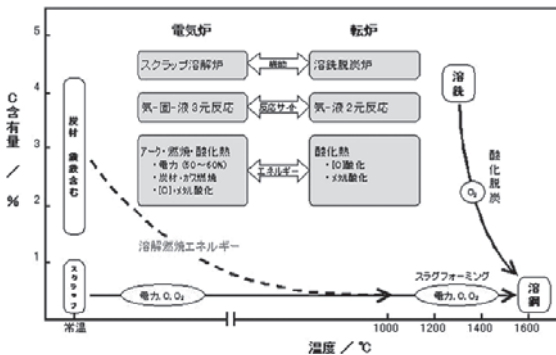 電気炉
転炉
スクラップ溶解炉
機能
溶銑脱炭炉
気-固-液3元反応
反応サイト
気-液2元反応
アーク・燃焼・酸化熱
・電力(50～60%)
・炭材・ガス燃焼
・[C]・メタル酸化
エネルギー
酸化熱
・[C]酸化
・メタル酸化
5
4
3
2
1
C含有量 / %
炭材 銑鉄含む
スクラップ
溶解燃焼エネルギー
電力、C、O₂
スラグフォーミング
電力、C、O₂
溶銑
O₂
酸化脱炭
溶鋼
常温
1000
1200
1400
1600
温度 / ℃